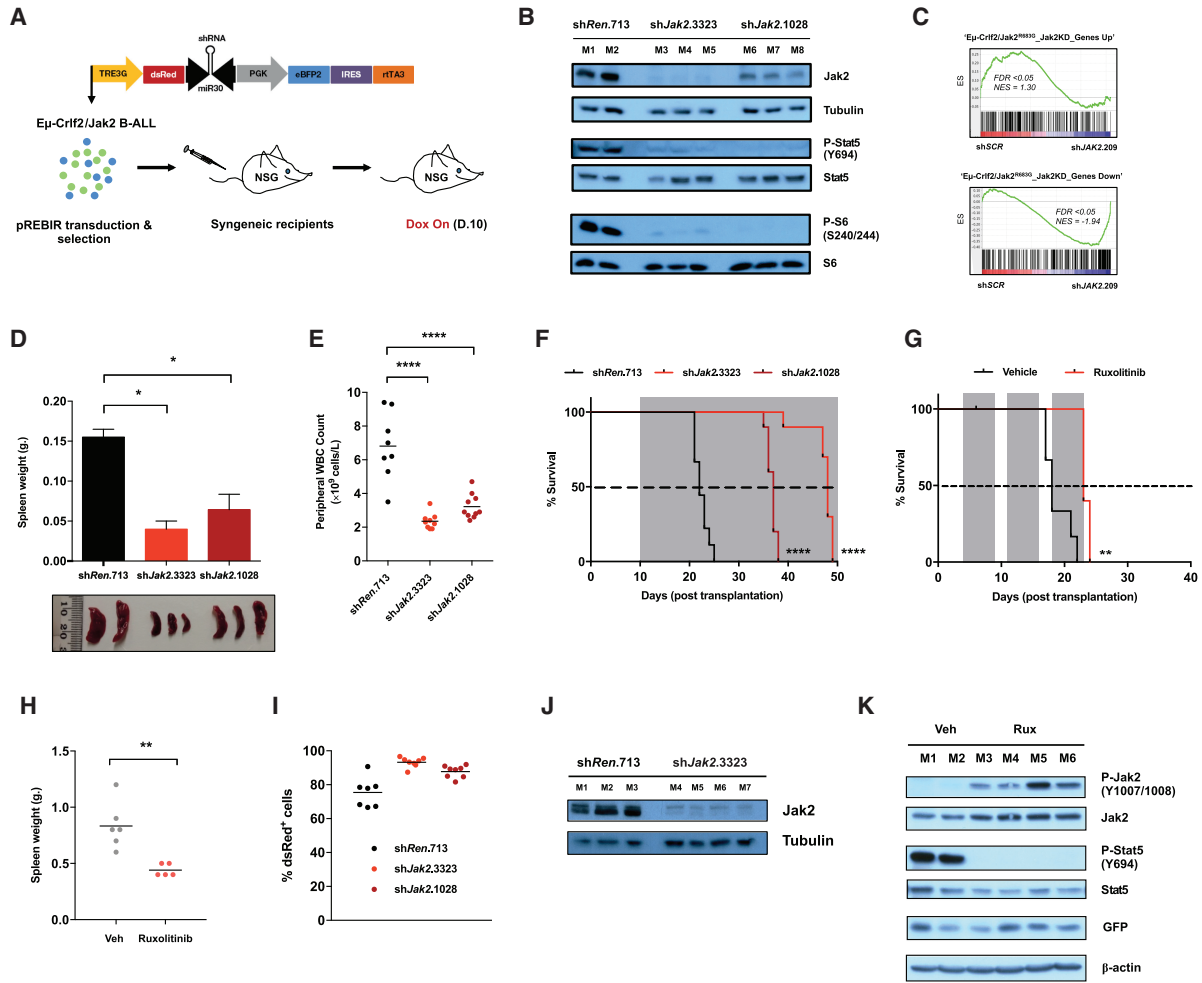 A
shRNA
TRE3G
dsRed
miR30
PGK
eBFP2
IRES
rtTA3
Eμ-Crlf2/Jak2 B-ALL
NSG
NSG
pREBIR transduction &
selection
Syngeneic recipients
Dox On (D.10)
B
shRen.713 shJak2.3323 shJak2.1028
M1 M2 M3 M4 M5 M6 M7 M8
Jak2
Tubulin
P-Stat5
(Y694)
Stat5
P-S6
(S240/244)
S6
C
'Eμ-Crlf2/Jak2R683G_Jak2KD_Genes Up'
ES
FDR <0.05
NES = 1.30
shSCR shJAK2.209
'Eμ-Crlf2/Jak2R683G_Jak2KD_Genes Down'
ES
FDR <0.05
NES = -1.94
shSCR shJAK2.209
D
*
*
Spleen weight (g.)
0.20
0.15
0.10
0.05
0.00
shRen.713 shJak2.3323 shJak2.1028
E
****
****
Peripheral WBC Count
(×10⁹ cells/L)
10
8
6
4
2
0
shRen.713
shJak2.3323
shJak2.1028
F
shRen.713 shJak2.3323 shJak2.1028
% Survival
100
50
0
**** ****
0 10 20 30 40 50
Days (post transplantation)
G
Vehicle Ruxolitinib
% Survival
100
50
0
**
0 10 20 30 40
Days (post transplantation)
H
**
Spleen weight (g.)
1.5
1.0
0.5
0.0
Veh Ruxolitinib
I
% dsRed+ cells
100
80
60
40
20
0
shRen.713
shJak2.3323
shJak2.1028
J
shRen.713 shJak2.3323
M1 M2 M3 M4 M5 M6 M7
Jak2
Tubulin
K
Veh Rux
M1 M2 M3 M4 M5 M6
P-Jak2
(Y1007/1008)
Jak2
P-Stat5
(Y694)
Stat5
GFP
β-actin